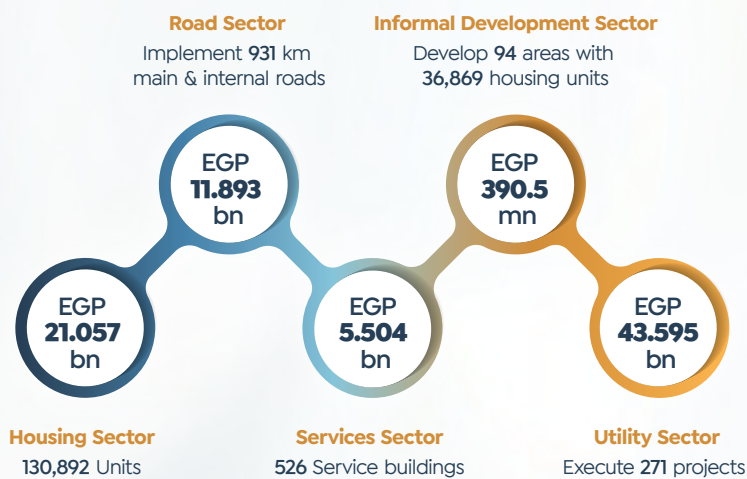 Road Sector
Implement 931 km
main & internal roads
Informal Development Sector
Develop 94 areas with
36,869 housing units
EGP
11.893
bn
EGP
390.5
mn
EGP
21.057
bn
EGP
5.504
bn
EGP
43.595
bn
Housing Sector
130,892 Units
Services Sector
526 Service buildings
Utility Sector
Execute 271 projects